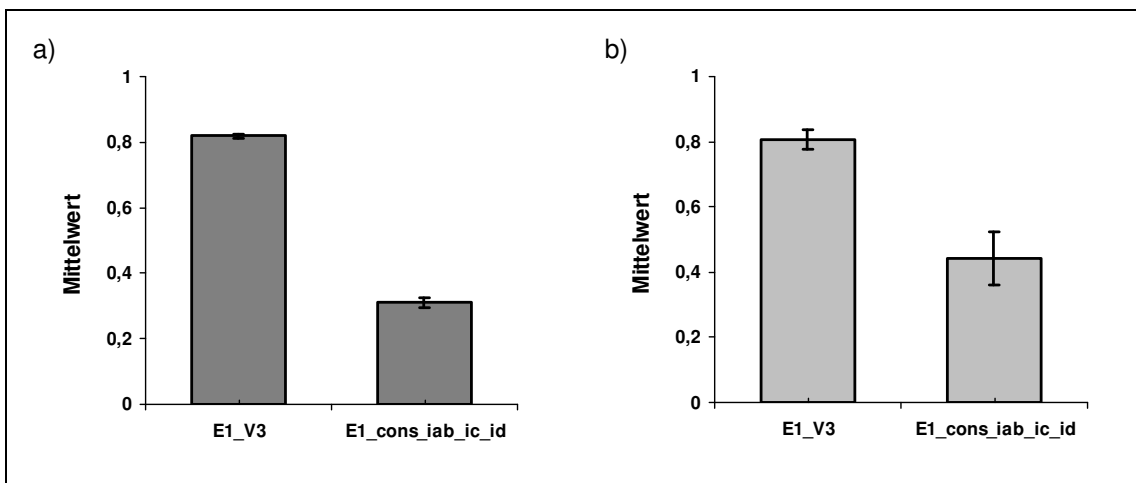 a)
Mittelwert
1
0,8
0,6
0,4
0,2
0
E1_V3 E1_cons_iab_ic_id
b)
Mittelwert
1
0,8
0,6
0,4
0,2
0
E1_V3 E1_cons_iab_ic_id